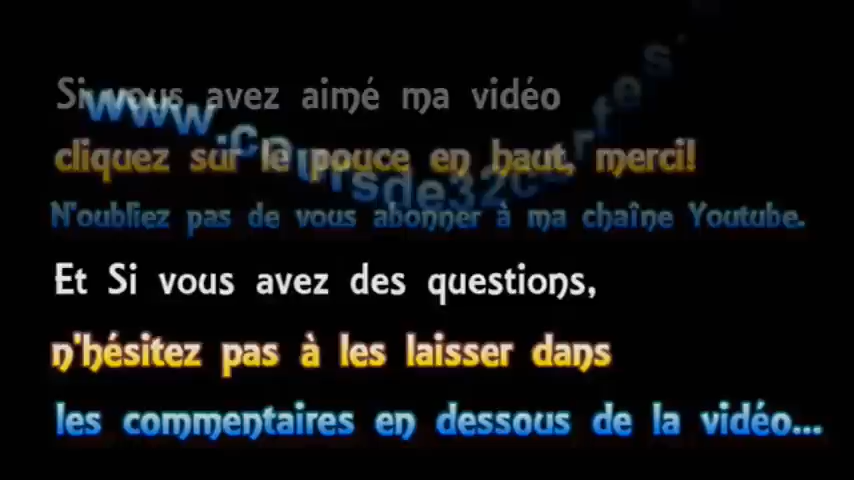 Si vous avez aimé ma vidéo
cliquez sur le pouce en haut, merci!
N'oubliez pas de vous abonner à ma chaîne Youtube.
Et Si vous avez des questions,
n'hésitez pas à les laisser dans
les commentaires en dessous de la vidéo...
www.coursde32cartes.